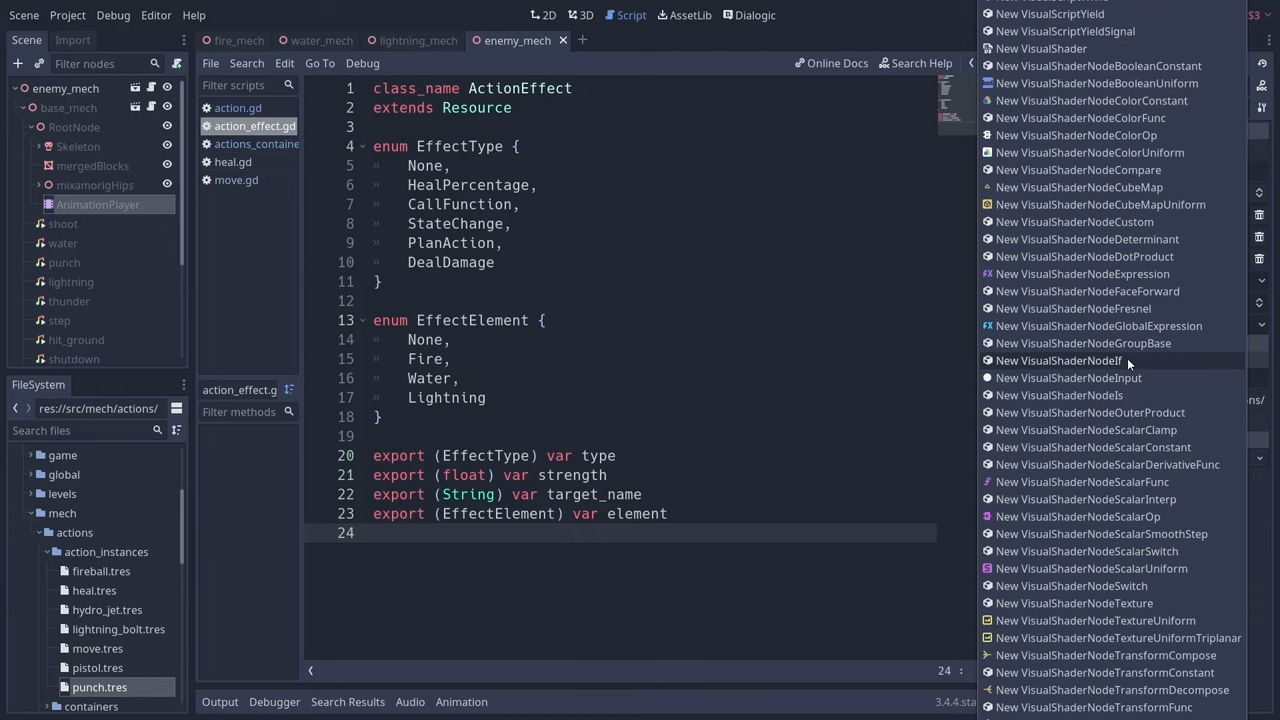 Scene Project Debug Editor Help
2D 3D Script AssetLib Dialogic
S3
Scene Import
Filter nodes
enemy_mech
base_mech
RootNode
Skeleton
mergedBlocks
mixamorigHips
AnimationPlayer
shoot
water
punch
lightning
thunder
step
hit_ground
shutdown
FileSystem
res://src/mech/actions/
Search files
game
global
levels
mech
actions
action_instances
fireball.tres
heal.tres
hydro_jet.tres
lightning_bolt.tres
move.tres
pistol.tres
punch.tres
containers
fire_mech water_mech lightning_mech enemy_mech
File Search Edit Go To Debug Online Docs Search Help
Filter scripts
action.gd
action_effect.gd
actions_containe
heal.gd
move.gd
action_effect.g
Filter methods
1 class_name ActionEffect
2 extends Resource
3
4 enum EffectType {
5 None,
6 HealPercentage,
7 CallFunction,
8 StateChange,
9 PlanAction,
10 DealDamage
11 }
12
13 enum EffectElement {
14 None,
15 Fire,
16 Water,
17 Lightning
18 }
19
20 export (EffectType) var type
21 export (float) var strength
22 export (String) var target_name
23 export (EffectElement) var element
24
24 :
Output Debugger Search Results Audio Animation 3.4.4.sta
New VisualScriptYield
New VisualScriptYieldSignal
New VisualShader
New VisualShaderNodeBooleanConstant
New VisualShaderNodeBooleanUniform
New VisualShaderNodeColorConstant
New VisualShaderNodeColorFunc
New VisualShaderNodeColorOp
New VisualShaderNodeColorUniform
New VisualShaderNodeCompare
New VisualShaderNodeCubeMap
New VisualShaderNodeCubeMapUniform
New VisualShaderNodeCustom
New VisualShaderNodeDeterminant
New VisualShaderNodeDotProduct
New VisualShaderNodeExpression
New VisualShaderNodeFaceForward
New VisualShaderNodeFresnel
New VisualShaderNodeGlobalExpression
New VisualShaderNodeGroupBase
New VisualShaderNodeIf
New VisualShaderNodeInput
New VisualShaderNodeIs
New VisualShaderNodeOuterProduct
New VisualShaderNodeScalarClamp
New VisualShaderNodeScalarConstant
New VisualShaderNodeScalarDerivativeFunc
New VisualShaderNodeScalarFunc
New VisualShaderNodeScalarInterp
New VisualShaderNodeScalarOp
New VisualShaderNodeScalarSmoothStep
New VisualShaderNodeScalarSwitch
New VisualShaderNodeScalarUniform
New VisualShaderNodeSwitch
New VisualShaderNodeTexture
New VisualShaderNodeTextureUniform
New VisualShaderNodeTextureUniformTriplanar
New VisualShaderNodeTransformCompose
New VisualShaderNodeTransformConstant
New VisualShaderNodeTransformDecompose
New VisualShaderNodeTransformFunc